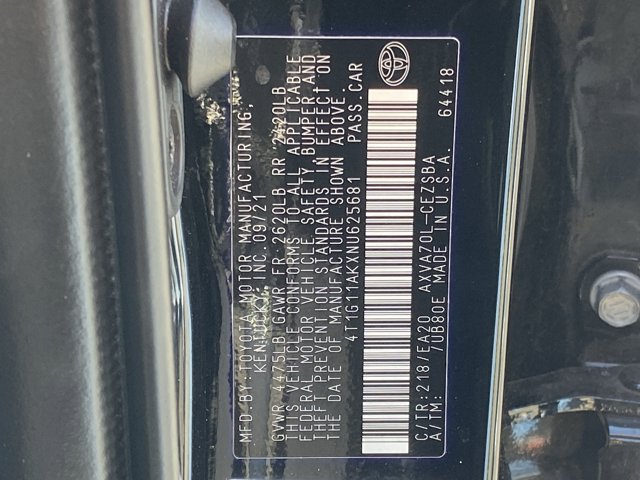 MFD. BY: TOYOTA MOTOR MANUFACTURING,
KENTUCKY, INC. 09/21
GVWR 4475LB GAWR FR 2620LB RR 2420LB
THIS VEHICLE CONFORMS TO ALL APPLICABLE
FEDERAL MOTOR VEHICLE SAFETY, BUMPER, AND
THEFT PREVENTION STANDARDS IN EFFECT ON
THE DATE OF MANUFACTURE SHOWN ABOVE.
4T1G11AKXNU625681 PASS. CAR
C/TR: 218/EA20 AXVA70L-CEZSBA
A/TM: /UB80E MADE IN U.S.A. 64418